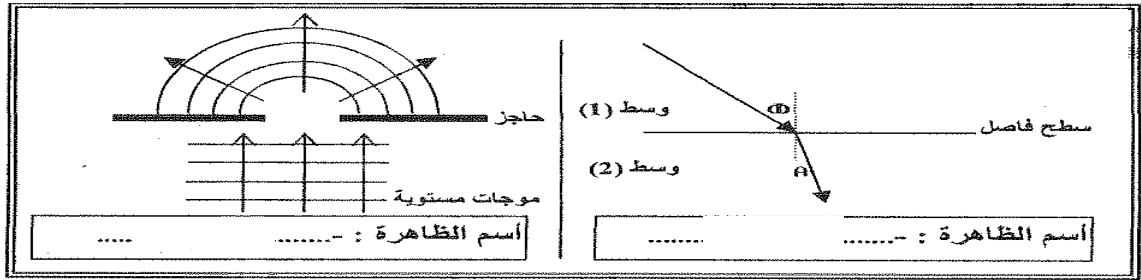 وسط (1)
سطح فاصل
وسط (2)
أسم الظاهرة : -....... .......
حاجز
موجات مستوية
أسم الظاهرة : -....... .....